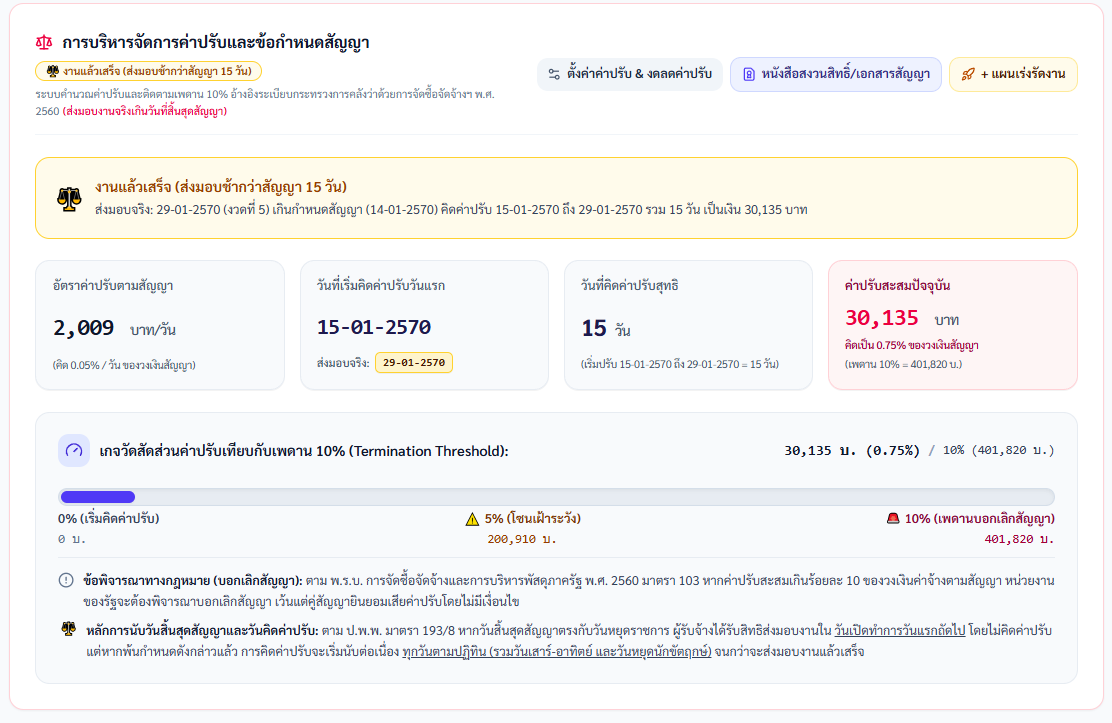 การบริหารจัดการค่าปรับและข้อกำหนดสัญญา
งานแล้วเสร็จ (ส่งมอบช้ากว่าสัญญา 15 วัน)
ระบบคำนวณค่าปรับและติดตามเพดาน 10% อ้างอิงระเบียบกระทรวงการคลังว่าด้วยการจัดซื้อจัดจ้างฯ พ.ศ.
2560 (ส่งมอบงานจริงเกินวันที่สิ้นสุดสัญญา)
ตั้งค่าค่าปรับ & งดลดค่าปรับ
หนังสือสงวนสิทธิ์/เอกสารสัญญา
+ แผนเร่งรัดงาน
งานแล้วเสร็จ (ส่งมอบช้ากว่าสัญญา 15 วัน)
ส่งมอบจริง: 29-01-2570 (งวดที่ 5) เกินกำหนดสัญญา (14-01-2570) คิดค่าปรับ 15-01-2570 ถึง 29-01-2570 รวม 15 วัน เป็นเงิน 30,135 บาท
อัตราค่าปรับตามสัญญา
2,009 บาท/วัน
(คิด 0.05% / วัน ของวงเงินสัญญา)
วันที่เริ่มคิดค่าปรับวันแรก
15-01-2570
ส่งมอบจริง: 29-01-2570
วันที่คิดค่าปรับสุทธิ
15 วัน
(เริ่มปรับ 15-01-2570 ถึง 29-01-2570 = 15 วัน)
ค่าปรับสะสมปัจจุบัน
30,135 บาท
คิดเป็น 0.75% ของวงเงินสัญญา
(เพดาน 10% = 401,820 บ.)
เกจวัดสัดส่วนค่าปรับเทียบกับเพดาน 10% (Termination Threshold):
30,135 บ. (0.75%) / 10% (401,820 บ.)
0% (เริ่มคิดค่าปรับ)
0 บ.
5% (โซนเฝ้าระวัง)
200,910 บ.
10% (เพดานบอกเลิกสัญญา)
401,820 บ.
ข้อพิจารณาทางกฎหมาย (บอกเลิกสัญญา): ตาม พ.ร.บ. การจัดซื้อจัดจ้างและการบริหารพัสดุภาครัฐ พ.ศ. 2560 มาตรา 103 หากค่าปรับสะสมเกินร้อยละ 10 ของวงเงินค่าจ้างตามสัญญา หน่วยงาน
ของรัฐจะต้องพิจารณาบอกเลิกสัญญา เว้นแต่คู่สัญญายินยอมเสียค่าปรับโดยไม่มีเงื่อนไข
หลักการนับวันสิ้นสุดสัญญาและวันคิดค่าปรับ: ตาม ป.พ.พ. มาตรา 193/8 หากวันสิ้นสุดสัญญาตรงกับวันหยุดราชการ ผู้รับจ้างได้รับสิทธิส่งมอบงานใน วันเปิดทำการวันแรกถัดไป โดยไม่คิดค่าปรับ
แต่หากพ้นกำหนดดังกล่าวแล้ว การคิดค่าปรับจะเริ่มนับต่อเนื่อง ทุกวันตามปฏิทิน (รวมวันเสาร์-อาทิตย์ และวันหยุดนักขัตฤกษ์) จนกว่าจะส่งมอบงานแล้วเสร็จ